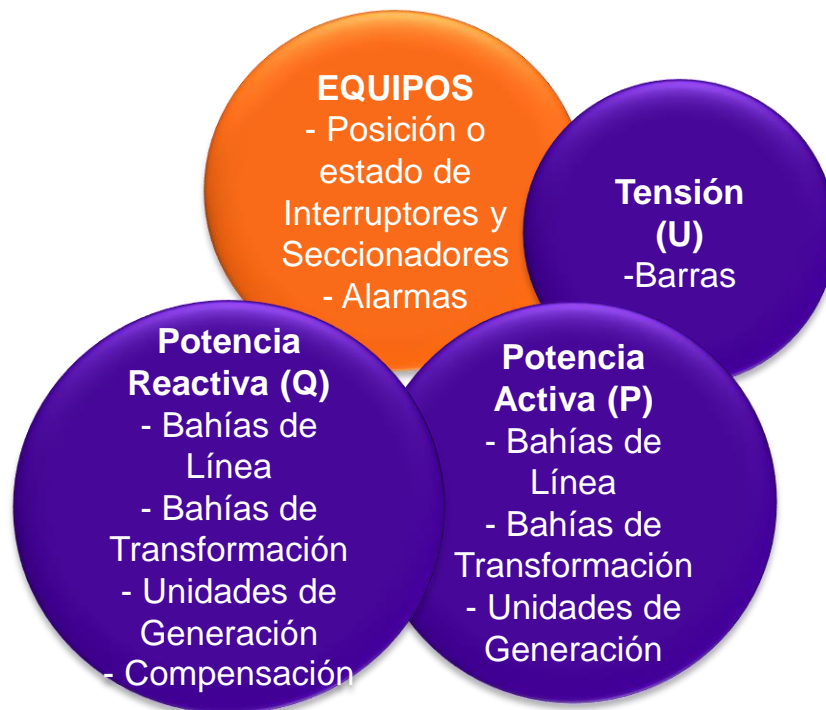 EQUIPOS
- Posición o
estado de
Interruptores y
Seccionadores
- Alarmas
Tensión
(U)
-Barras
Potencia
Reactiva (Q)
- Bahías de
Línea
- Bahías de
Transformación
- Unidades de
Generación
- Compensación
Potencia
Activa (P)
- Bahías de
Línea
- Bahías de
Transformación
- Unidades de
Generación